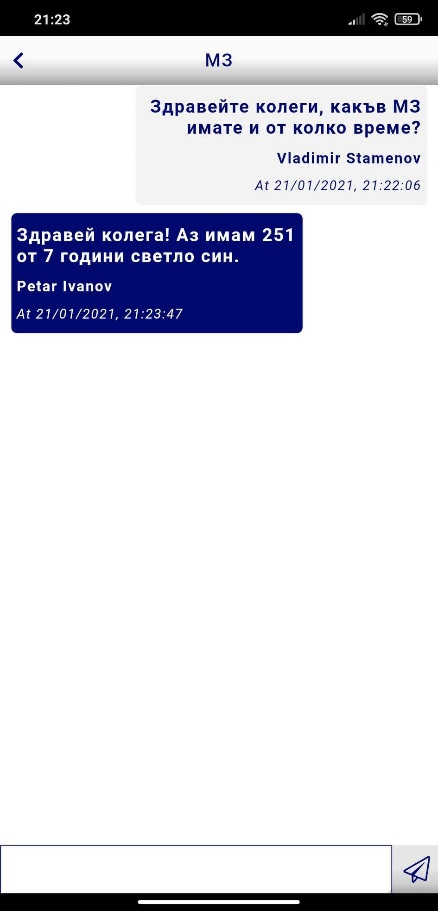 21:23
59
МЗ
Здравейте колеги, какъв МЗ
имате и от колко време?
Vladimir Stamenov
At 21/01/2021, 21:22:06
Здравей колега! Аз имам 251
от 7 години светло син.
Petar Ivanov
At 21/01/2021, 21:23:47